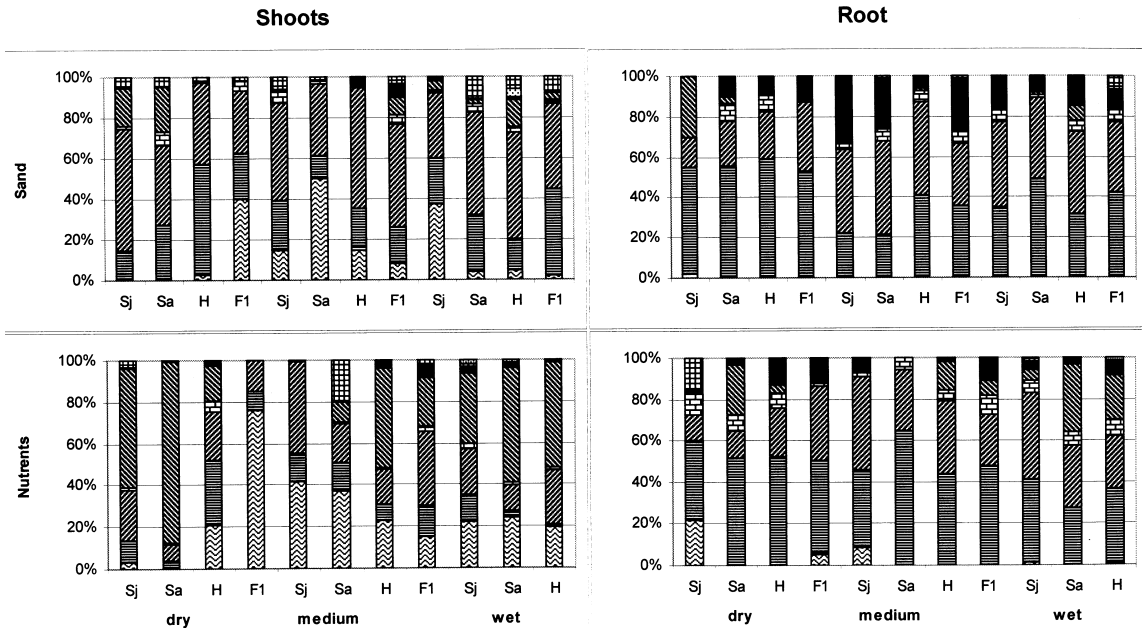 Shoots Root
Sand
100%
80%
60%
40%
20%
0%
Sj Sa H F1 Sj Sa H F1 Sj Sa H F1
100%
80%
60%
40%
20%
0%
Sj Sa H F1 Sj Sa H F1 Sj Sa H F1
Nutrents
100%
80%
60%
40%
20%
0%
Sj Sa H F1 Sj Sa H F1 Sj Sa H
dry medium wet
100%
80%
60%
40%
20%
0%
Sj Sa H F1 Sj Sa H F1 Sj Sa H
dry medium wet